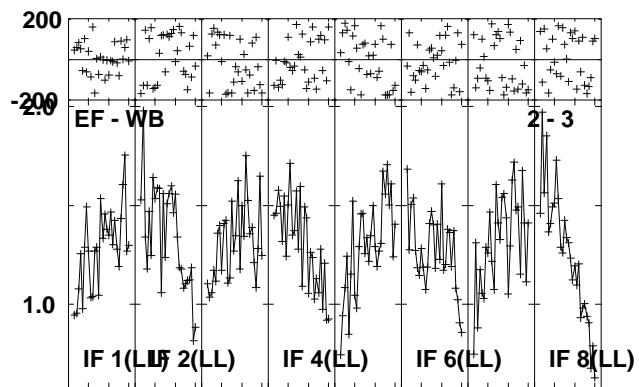 200
-200
2.0
EF - WB 2 - 3
1.0
IF 1(LL) IF 2(LL) IF 4(LL) IF 6(LL) IF 8(LL)